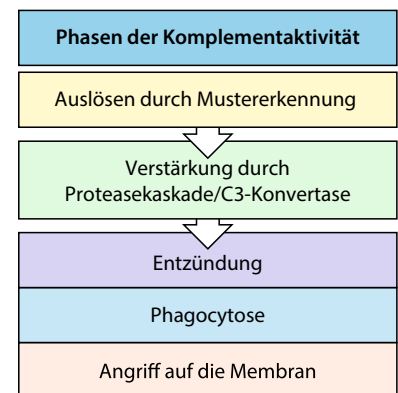 Phasen der Komplementaktivität
Auslösen durch Mustererkennung
Verstärkung durch
Proteasekaskade/C3-Konvertase
Entzündung
Phagocytose
Angriff auf die Membran